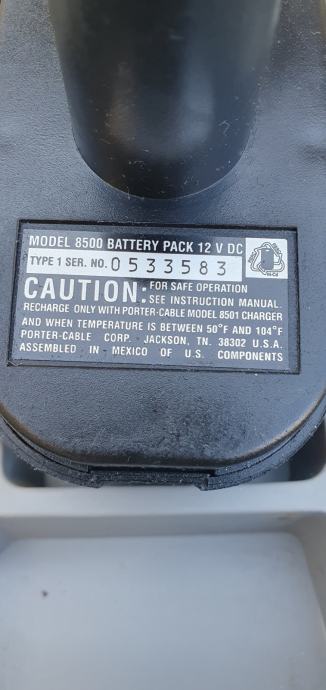 MODEL 8500 BATTERY PACK 12 V DC
TYPE 1 SER. NO. 0533583
CAUTION: FOR SAFE OPERATION
SEE INSTRUCTION MANUAL.
RECHARGE ONLY WITH PORTER-CABLE MODEL 8501 CHARGER
AND WHEN TEMPERATURE IS BETWEEN 50°F AND 104°F
PORTER-CABLE CORP. JACKSON, TN. 38302 U.S.A.
ASSEMBLED IN MEXICO OF U.S. COMPONENTS
Ni-Cd